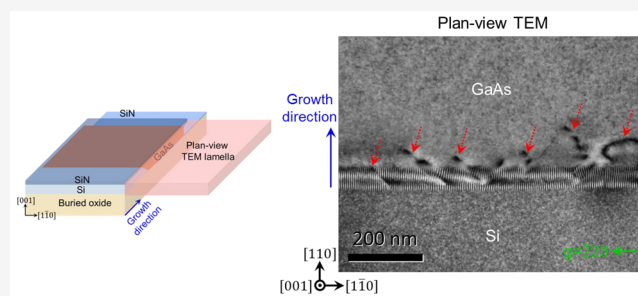 Plan-view TEM
SiN
GaAs
Plan-view
TEM lamella
SiN
Si
Buried oxide
Growth
direction
[001]
[11̅0]
Growth
direction
GaAs
Si
200 nm
[110]
[001]
[11̅0]